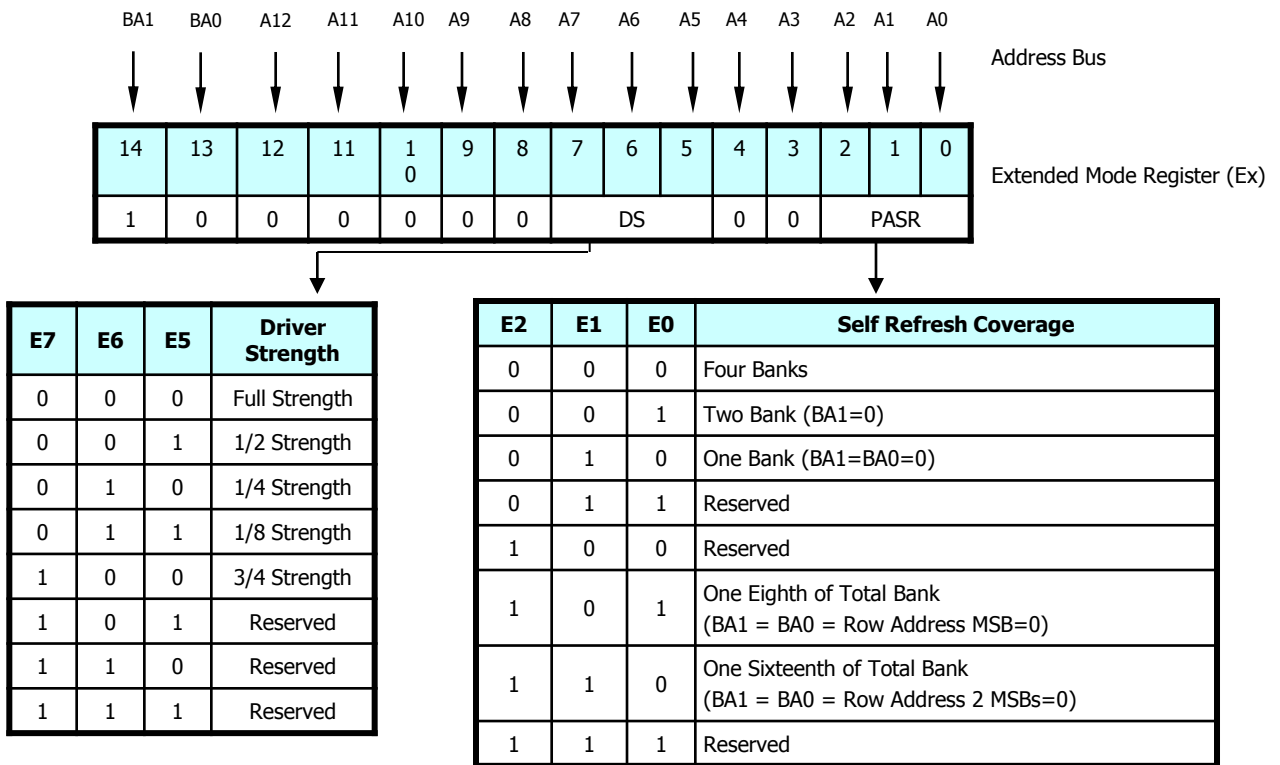 BA1 BA0 A12 A11 A10 A9 A8 A7 A6 A5 A4 A3 A2 A1 A0
Address Bus
14 13 12 11 10 9 8 7 6 5 4 3 2 1 0
Extended Mode Register (Ex)
1 0 0 0 0 0 0 DS 0 0 PASR
E7 E6 E5 Driver Strength
0 0 0 Full Strength
0 0 1 1/2 Strength
0 1 0 1/4 Strength
0 1 1 1/8 Strength
1 0 0 3/4 Strength
1 0 1 Reserved
1 1 0 Reserved
1 1 1 Reserved
E2 E1 E0 Self Refresh Coverage
0 0 0 Four Banks
0 0 1 Two Bank (BA1=0)
0 1 0 One Bank (BA1=BA0=0)
0 1 1 Reserved
1 0 0 Reserved
1 0 1 One Eighth of Total Bank
(BA1 = BA0 = Row Address MSB=0)
1 1 0 One Sixteenth of Total Bank
(BA1 = BA0 = Row Address 2 MSBs=0)
1 1 1 Reserved